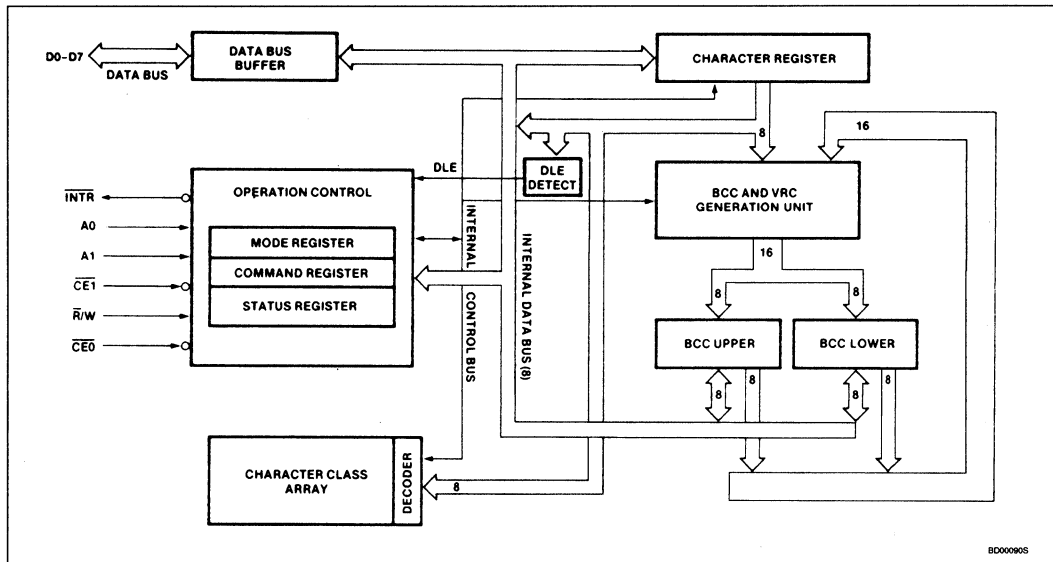 D0-D7
DATA BUS
DATA BUS
BUFFER
CHARACTER REGISTER
8
16
DLE
DLE
DETECT
OPERATION CONTROL
MODE REGISTER
COMMAND REGISTER
STATUS REGISTER
INTR
A0
A1
CE1
R/W
CE0
INTERNAL CONTROL BUS
INTERNAL DATA BUS (8)
BCC AND VRC
GENERATION UNIT
16
8
8
BCC UPPER
BCC LOWER
8
8
8
8
CHARACTER CLASS
ARRAY
DECODER
8
BD00090S